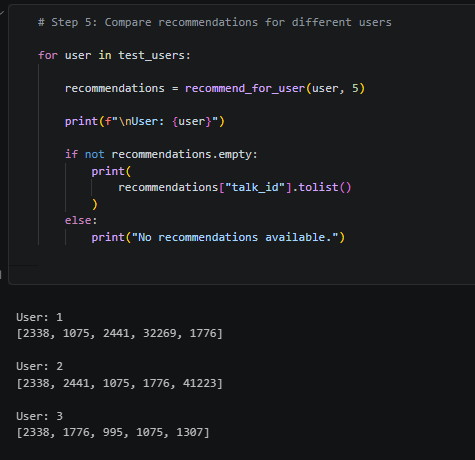 # Step 5: Compare recommendations for different users
for user in test_users:
recommendations = recommend_for_user(user, 5)
print(f"\nUser: {user}")
if not recommendations.empty:
print(
recommendations["talk_id"].tolist()
)
else:
print("No recommendations available.")
User: 1
[2338, 1075, 2441, 32269, 1776]
User: 2
[2338, 2441, 1075, 1776, 41223]
User: 3
[2338, 1776, 995, 1075, 1307]